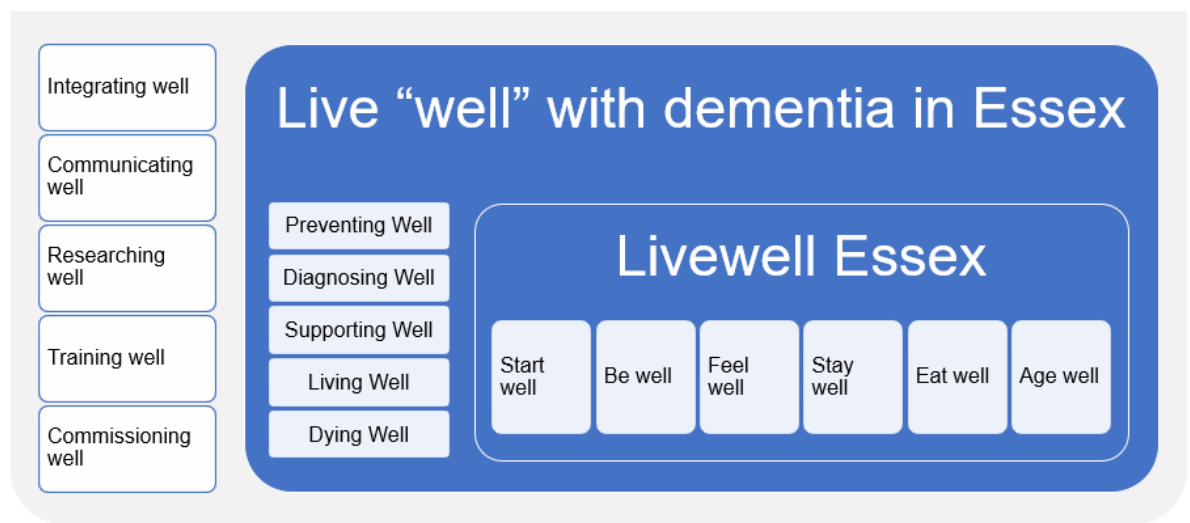 Integrating well
Communicating
well
Researching
well
Training well
Commissioning
well
Live “well” with dementia in Essex
Preventing Well
Diagnosing Well
Supporting Well
Living Well
Dying Well
Livewell Essex
Start
well
Be well
Feel
well
Stay
well
Eat well
Age well